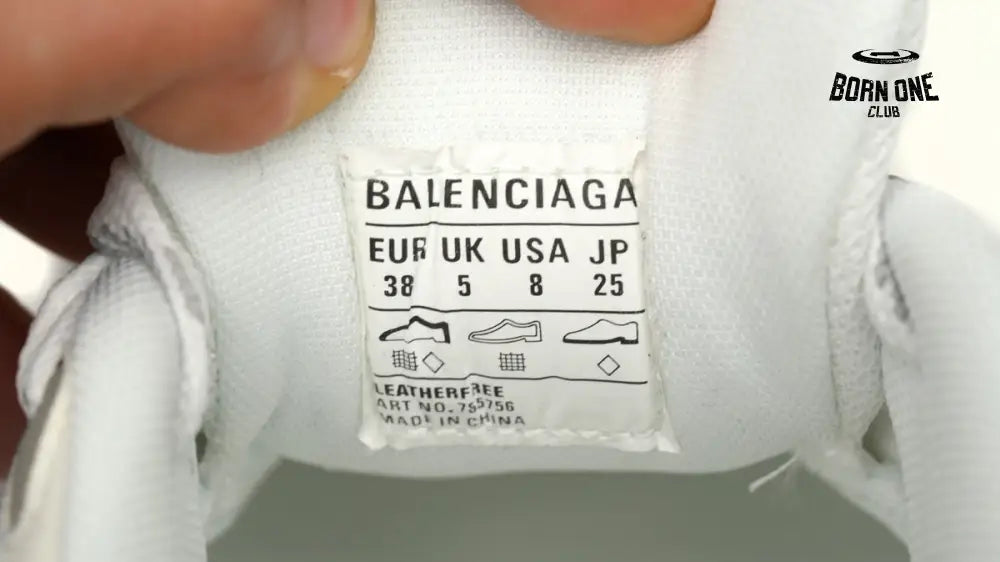 BORN ONE
CLUB
BALENCIAGA
EUR UK USA JP
38 5 8 25
LEATHERFREE
ART NO. 755756
MADE IN CHINA